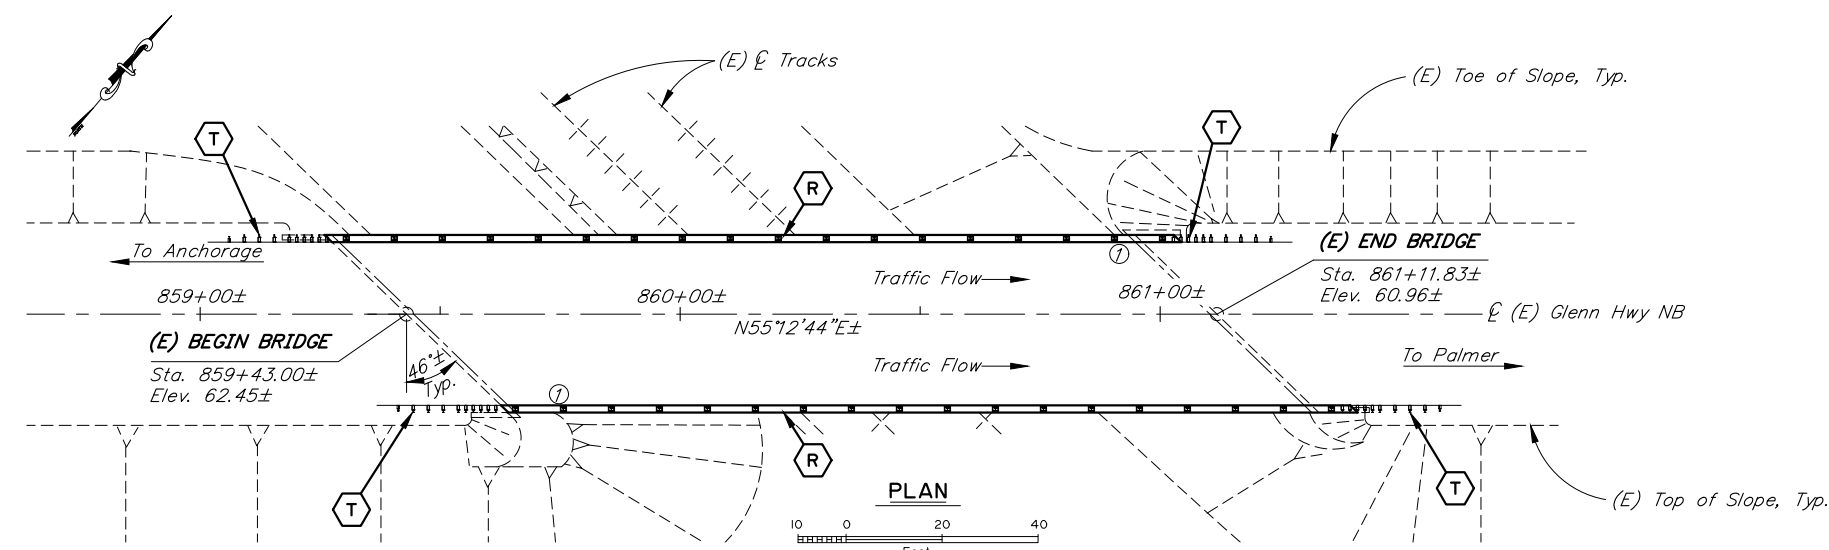 (E) ℄ Tracks
(E) Toe of Slope, Typ.
T
T
R
To Anchorage
(E) END BRIDGE
Sta. 861+11.83±
Elev. 60.96±
1
Traffic Flow
859+00±
860+00±
861+00±
N55°12'44"E±
℄ (E) Glenn Hwy NB
(E) BEGIN BRIDGE
Sta. 859+43.00±
Elev. 62.45±
46°±
Typ.
Traffic Flow
To Palmer
1
R
T
T
PLAN
(E) Top of Slope, Typ.
10 0 20 40
Feet